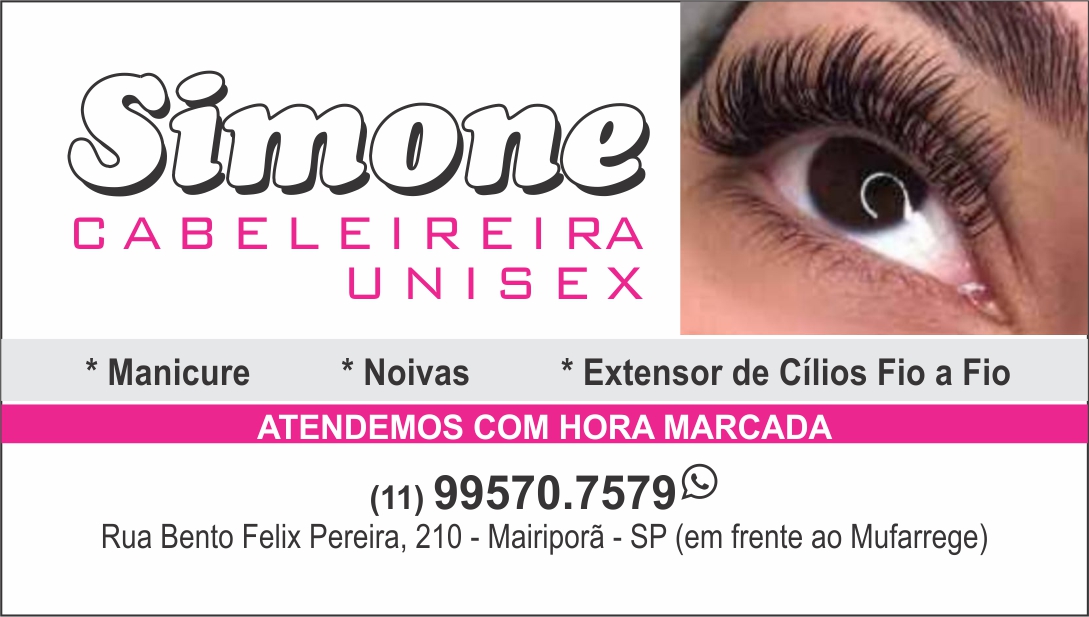 Simone
CABELEIREIRA
UNISEX
* Manicure * Noivas * Extensor de Cílios Fio a Fio
ATENDEMOS COM HORA MARCADA
(11) 99570.7579
Rua Bento Felix Pereira, 210 - Mairiporã - SP (em frente ao Mufarrege)